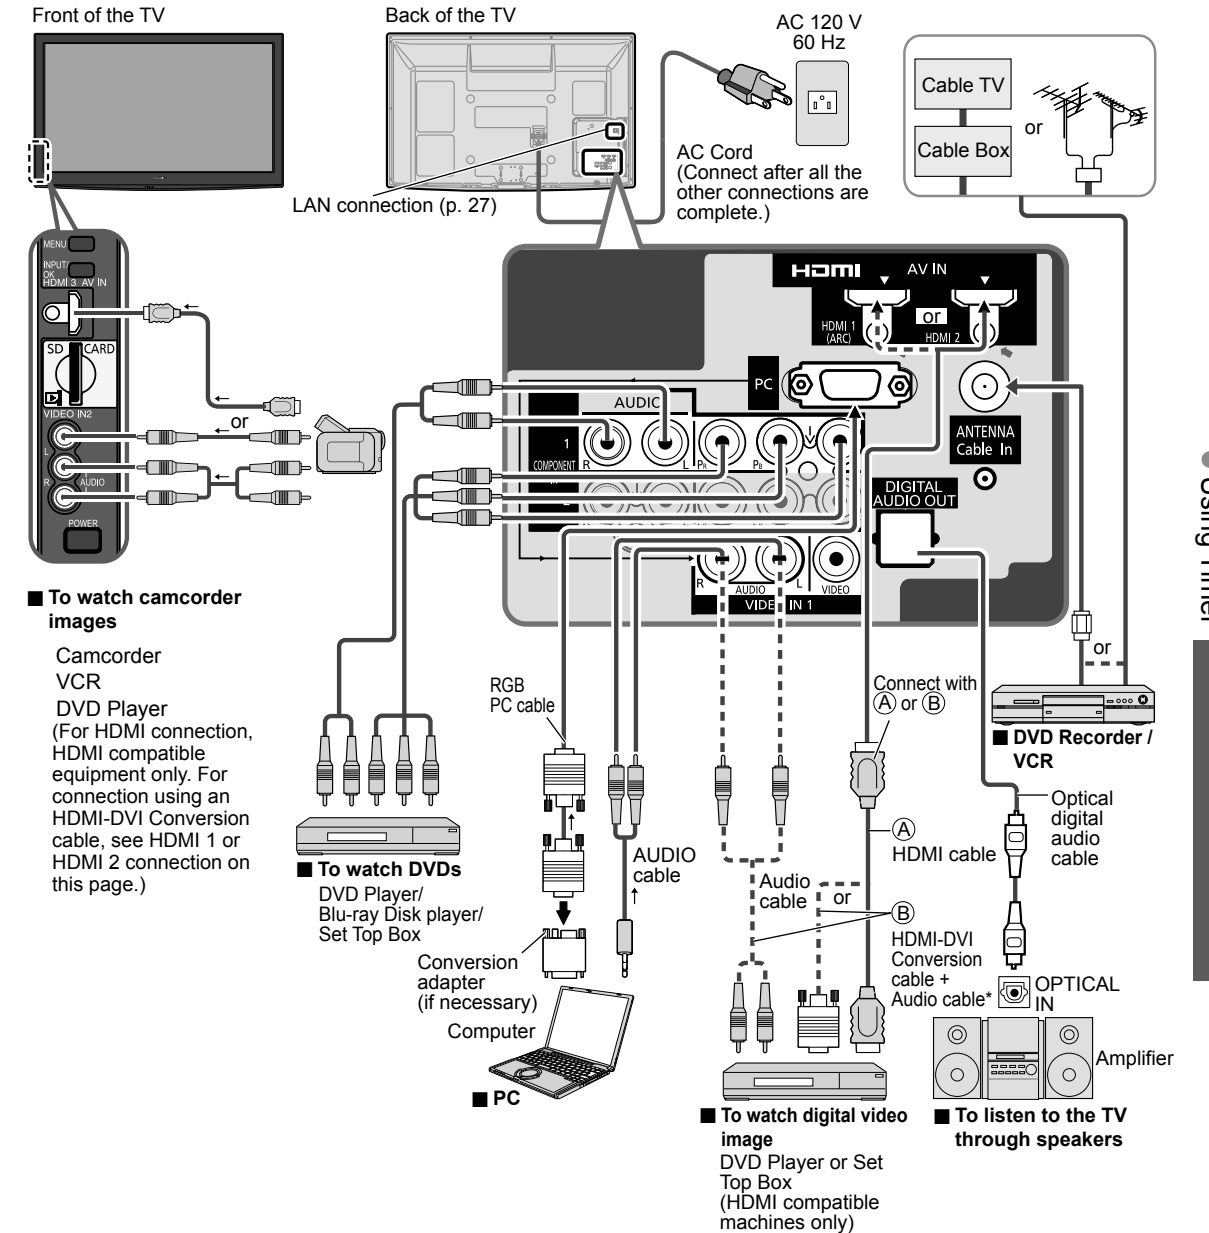 Front of the TV
Back of the TV
AC 120 V
60 Hz
Cable TV
Cable Box
or
AC Cord
(Connect after all the
other connections are
complete.)
LAN connection (p. 27)
MENU
INPUT/
OK
HDMI 3 AV IN
SD CARD
VIDEO IN2
L
R AUDIO
POWER
or
HDMI
AV IN
HDMI 1
(ARC)
or
HDMI 2
PC
AUDIO
1
COMPONENT
R
L
PR
PB
ANTENNA
Cable In
DIGITAL
AUDIO OUT
R
AUDIO
L
VIDEO
VIDEO IN 1
■ To watch camcorder
images
Camcorder
VCR
DVD Player
(For HDMI connection,
HDMI compatible
equipment only. For
connection using an
HDMI-DVI Conversion
cable, see HDMI 1 or
HDMI 2 connection on
this page.)
RGB
PC cable
Connect with
Ⓐ or Ⓑ
or
■ DVD Recorder /
VCR
Optical
digital
audio
cable
Ⓐ
HDMI cable
■ To watch DVDs
DVD Player/
Blu-ray Disk player/
Set Top Box
AUDIO
cable
Audio
cable
or
Ⓑ
HDMI-DVI
Conversion
cable +
Audio cable*
Conversion
adapter
(if necessary)
Computer
■ PC
OPTICAL
IN
Amplifier
■ To watch digital video
image
DVD Player or Set
Top Box
(HDMI compatible
machines only)
■ To listen to the TV
through speakers